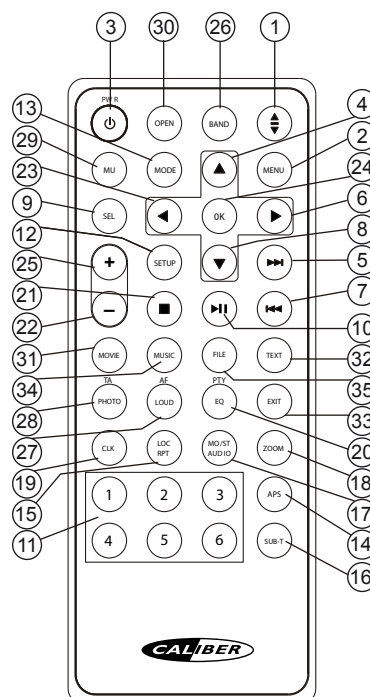 3 30 26 1
PWR
OPEN BAND
4
13
29 MU MODE MENU 2
23 24
OK 6
9 SEL
8
12
25 + SETUP 5
21 7
22 − 10
31 MOVIE MUSIC FILE TEXT 32
34 TA AF PTY 35
28 PHOTO LOUD EQ EXIT 33
27 20
19 CLK LOC RPT MO/ST AUDIO ZOOM 18
15 17
1 2 3 APS
11 14
4 5 6 SUB-T
16
CALIBER